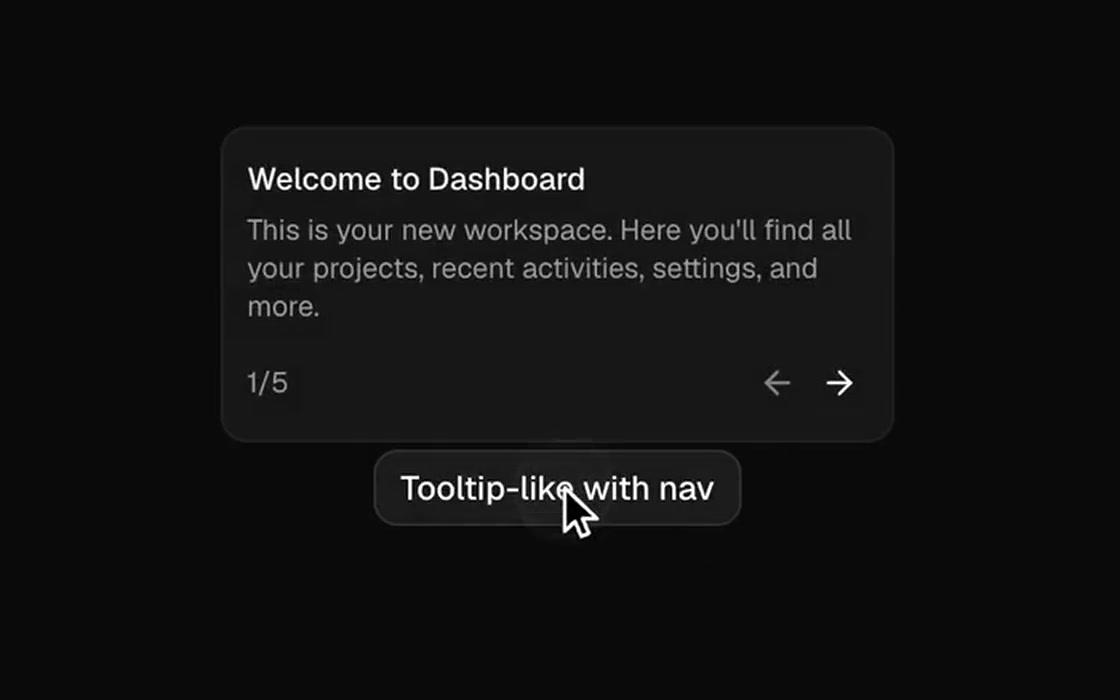 Welcome to Dashboard
This is your new workspace. Here you'll find all
your projects, recent activities, settings, and
more.
1/5
Tooltip-like with nav